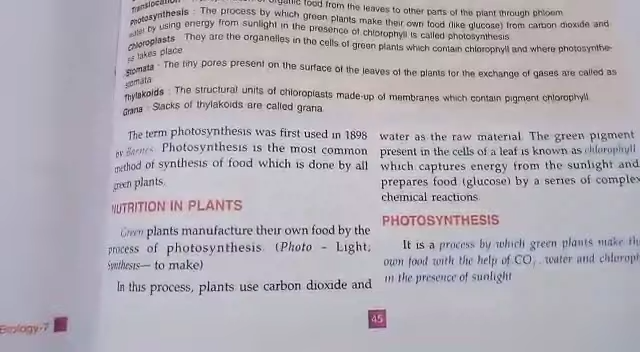 Translocation organic food from the leaves to other parts of the plant through phloem
Photosynthesis : The process by which green plants make their own food (like glucose) from carbon dioxide and
water by using energy from sunlight in the presence of chlorophyll is called photosynthesis
Chloroplasts They are the organelles in the cells of green plants which contain chlorophyll and where photosynthe-
takes place
Stomata : The tiny pores present on the surface of the leaves of the plants for the exchange of gases are called as
stomata
Thylakoids : The structural units of chloroplasts made-up of membranes which contain pigment chlorophyll
Grana : Stacks of thylakoids are called grana
The term photosynthesis was first used in 1898
by Barnes. Photosynthesis is the most common
method of synthesis of food which is done by all
green plants.
NUTRITION IN PLANTS
Green plants manufacture their own food by the
process of photosynthesis. (Photo – Light;
Synthesis— to make)
In this process, plants use carbon dioxide and
water as the raw material. The green pigment
present in the cells of a leaf is known as chlorophyll
which captures energy from the sunlight and
prepares food (glucose) by a series of complex
chemical reactions.
PHOTOSYNTHESIS
It is a process by which green plants make
own food with the help of CO₂, water and
in the presence of sunlight
Biology-7
45